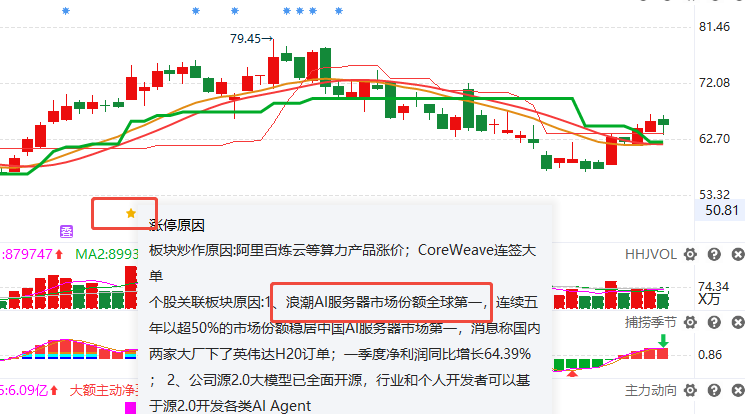 81.46
79.45→
72.08
62.70
53.32
50.81
查
涨停原因
板块炒作原因:阿里百炼云等算力产品涨价；CoreWeave连签大
单
个股关联板块原因:1、浪潮AI服务器市场份额全球第一，连续五
年以超50%的市场份额稳居中国AI服务器市场第一，消息称国内
两家大厂下了英伟达H20订单；一季度净利润同比增长64.39%
； 2、公司源2.0大模型已全面开源，行业和个人开发者可以基
于源2.0开发各类AI Agent
:879747 MA2:8993
HHJVOL
74.34
X万
捕捞季节
0.86
5:6.09亿 大额主动净买
主力动向